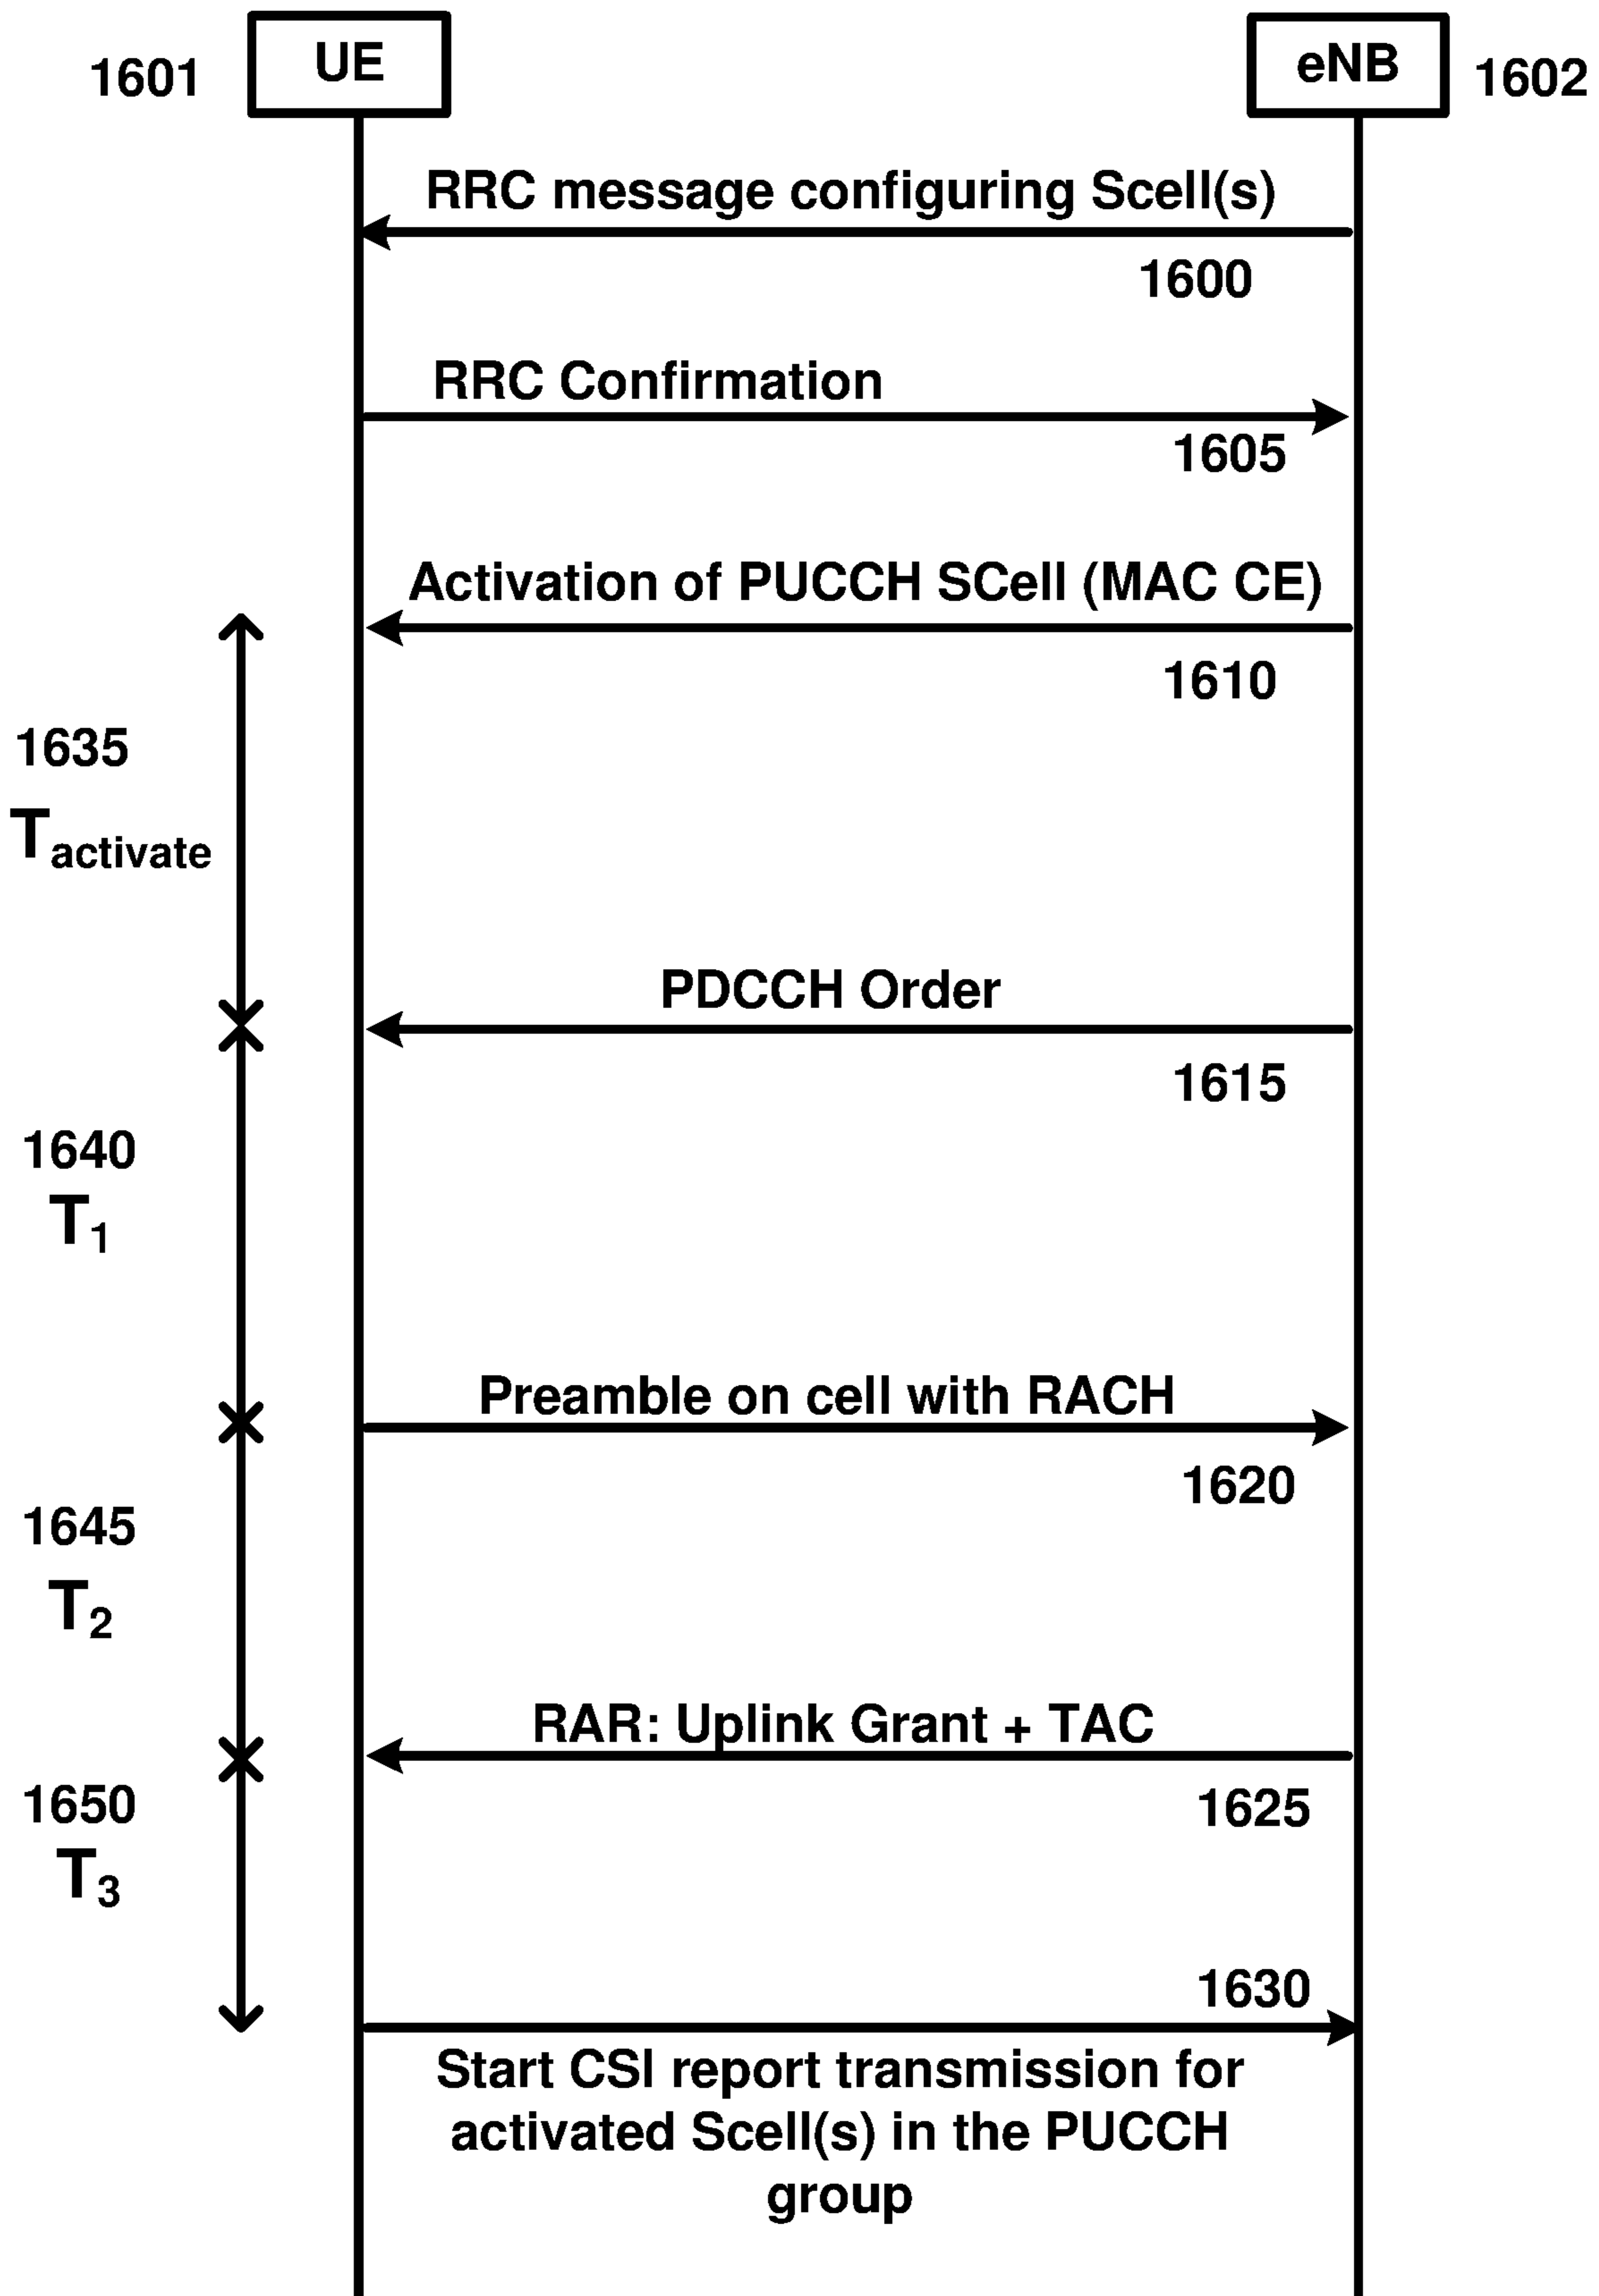 1601
UE
eNB
1602
RRC message configuring Scell(s)
1600
RRC Confirmation
1605
Activation of PUCCH SCell (MAC CE)
1610
1635
Tactivate
PDCCH Order
1615
1640
T1
Preamble on cell with RACH
1620
1645
T2
RAR: Uplink Grant + TAC
1625
1650
T3
1630
Start CSI report transmission for
activated Scell(s) in the PUCCH
group